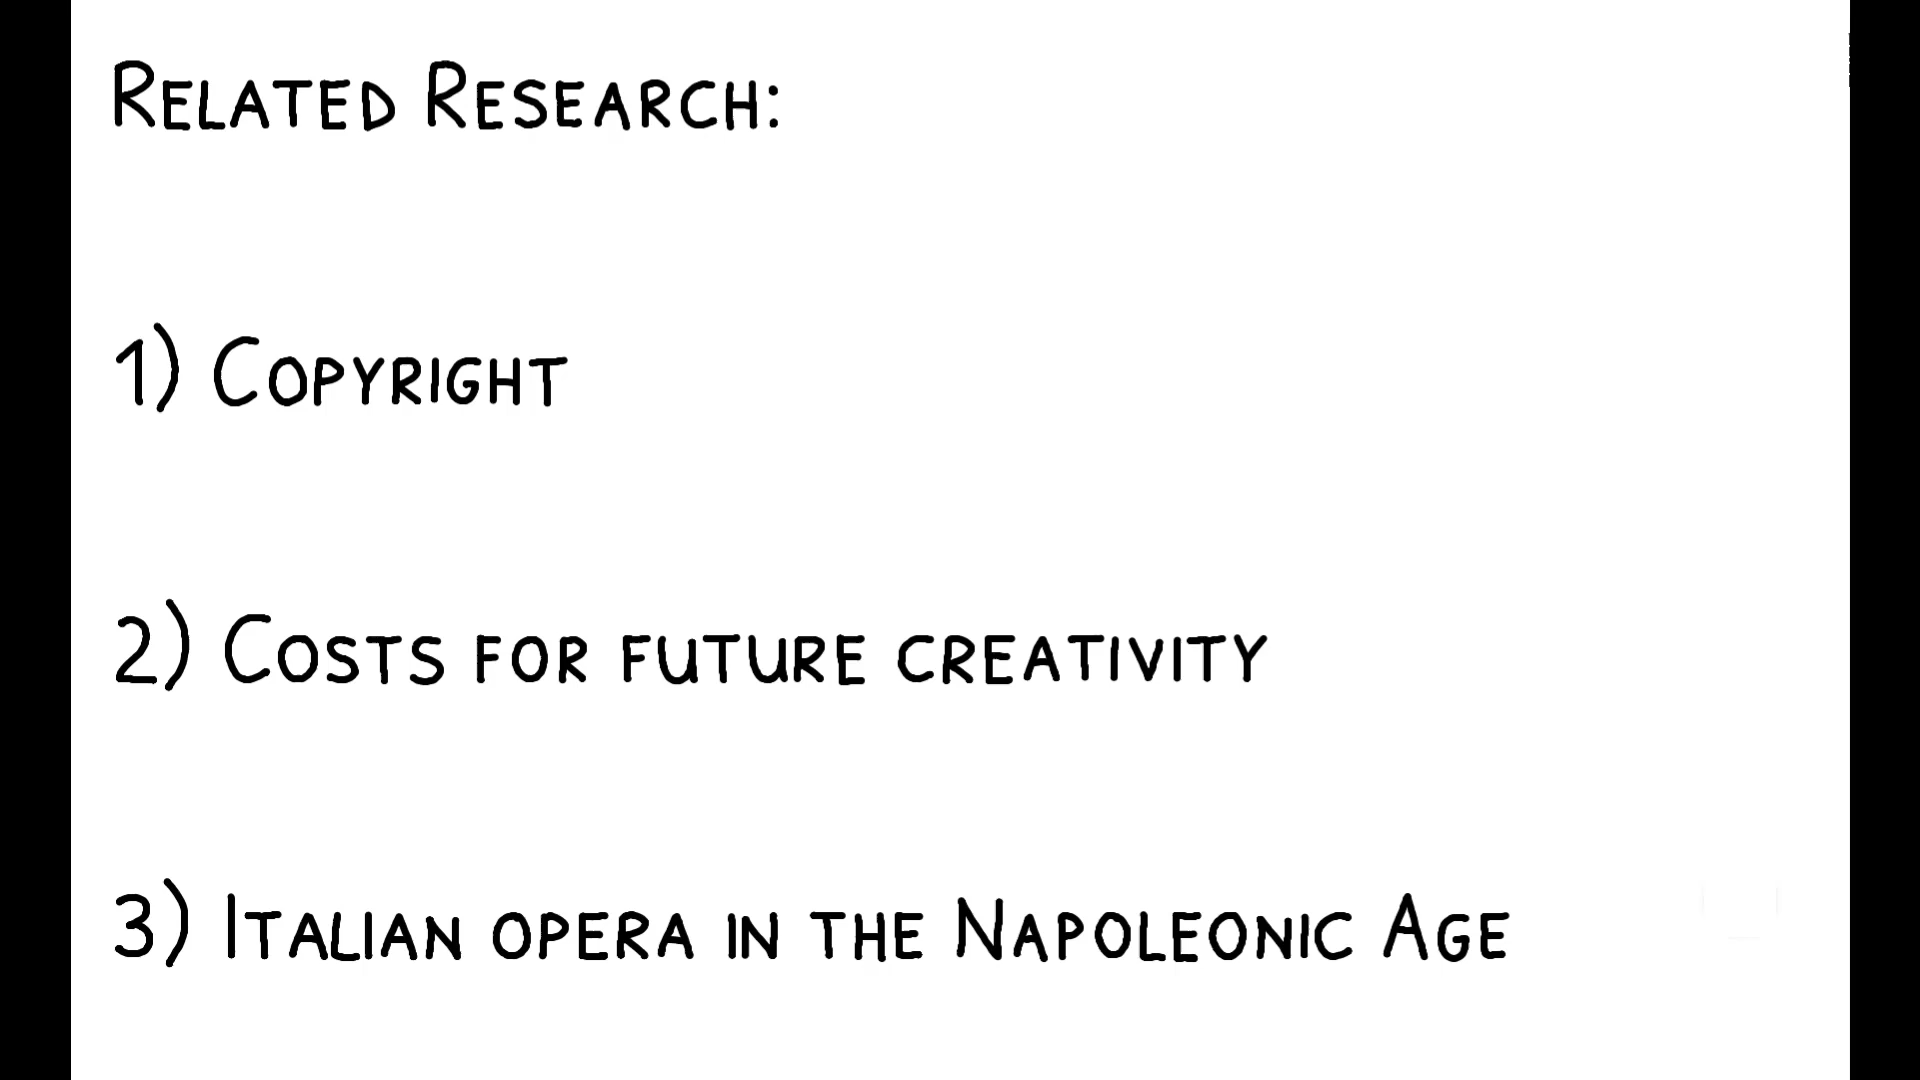 Related Research:
1) Copyright
2) Costs for future creativity
3) Italian opera in the Napoleonic Age